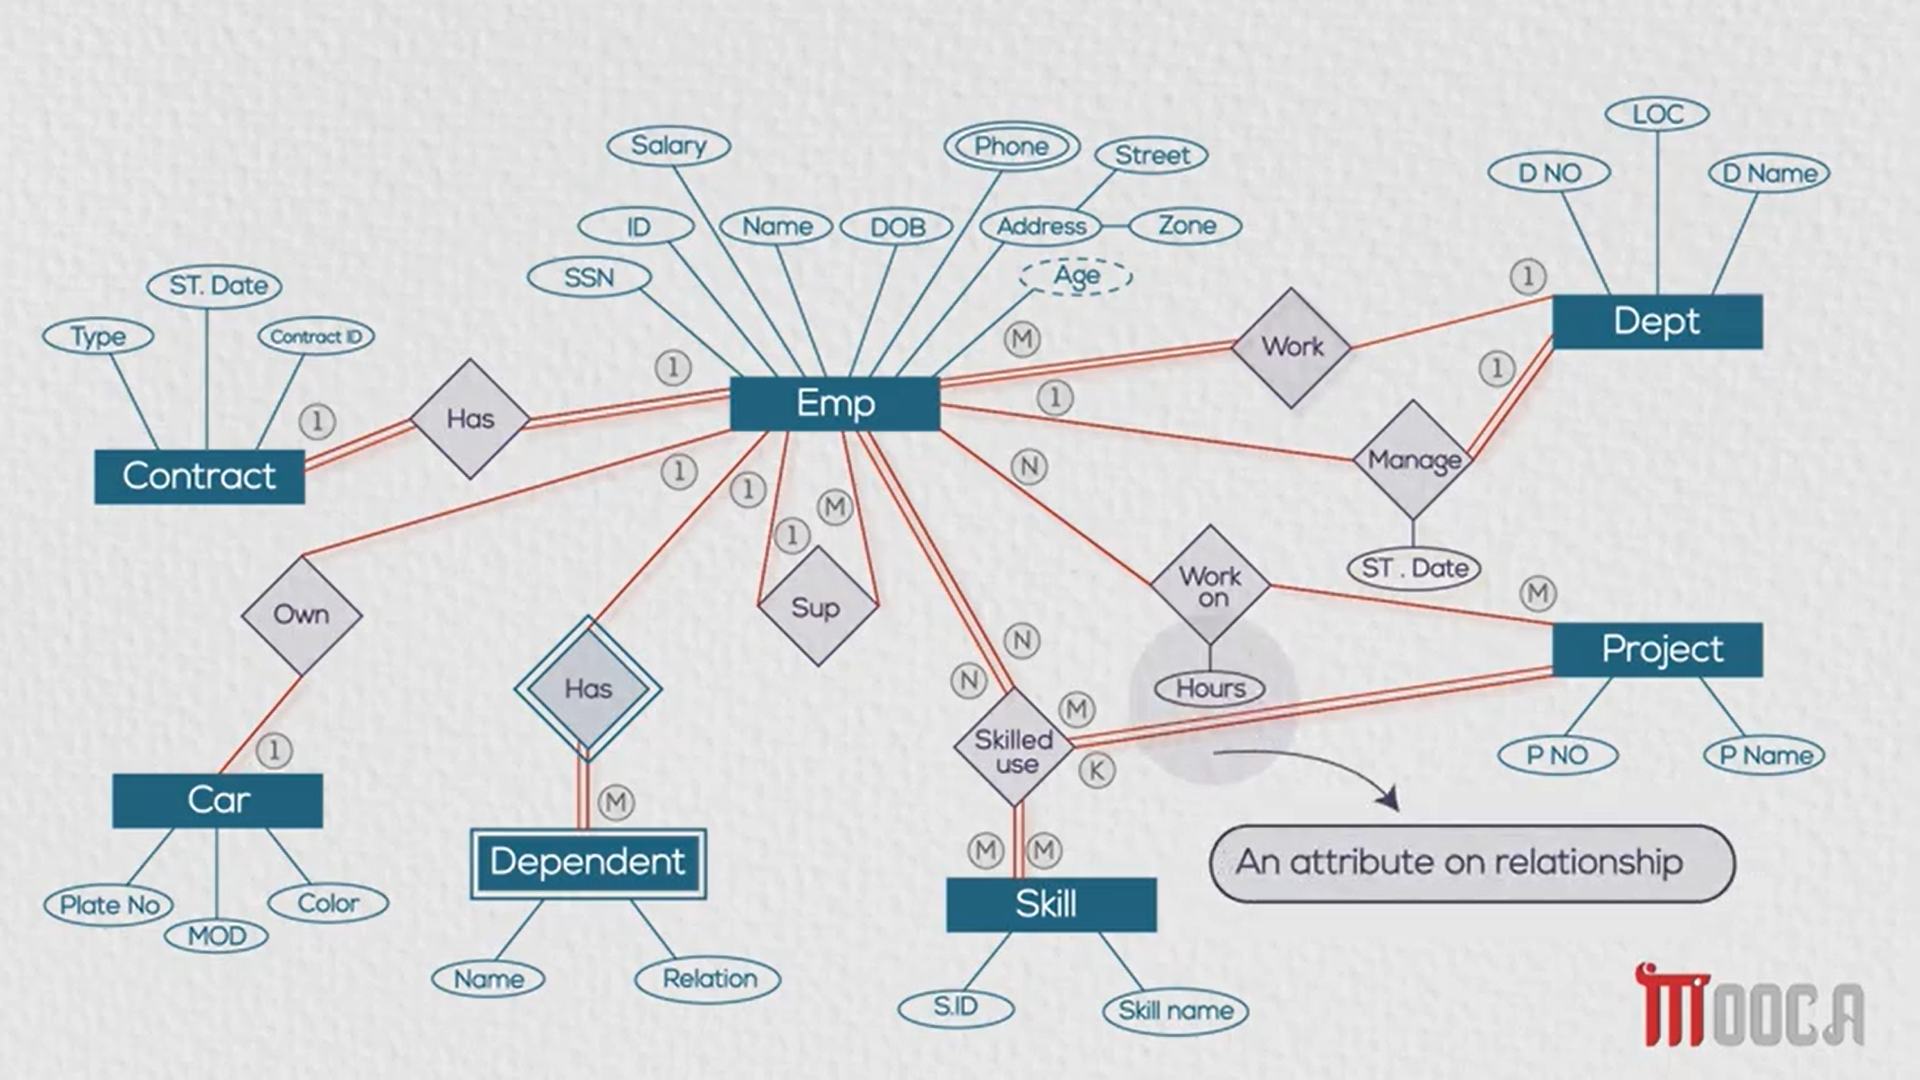 LOC
Salary
Phone
Street
D NO
D Name
ID
Name
DOB
Address
Zone
SSN
Age
ST. Date
1
Type
Contract ID
Dept
M
Work
1
1
1
Emp
1
Has
Manage
Contract
1
1
M
N
1
ST . Date
Work
on
M
Own
Sup
N
Project
Has
N
Hours
M
Skilled
use
K
1
P NO
P Name
Car
M
Dependent
M
M
An attribute on relationship
Plate No
Color
Skill
MOD
Name
Relation
S.ID
Skill name
MOOCA